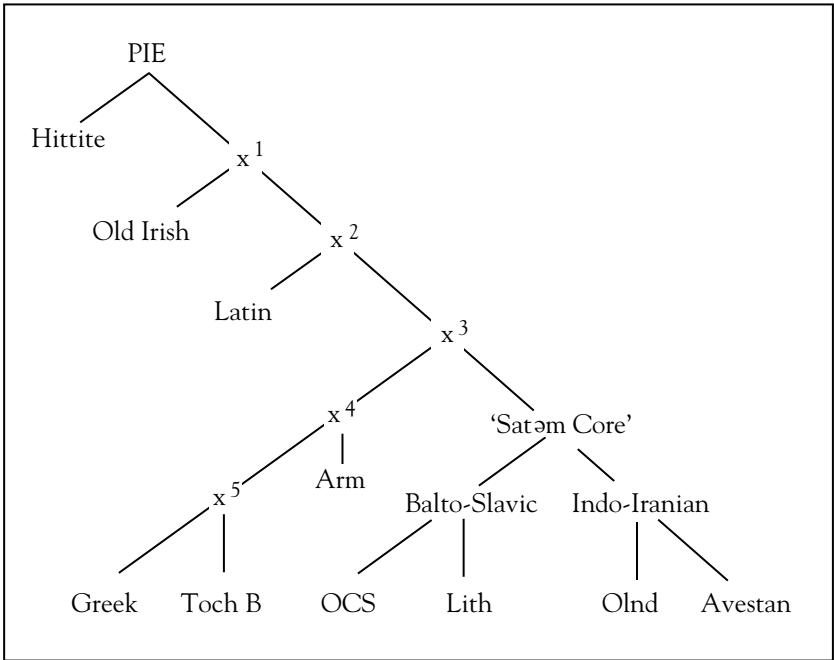 PIE
Hittite
x 1
Old Irish
x 2
Latin
x 3
x 4
‘Satəm Core’
Arm
x 5
Balto-Slavic
Indo-Iranian
Greek
Toch B
OCS
Lith
OInd
Avestan